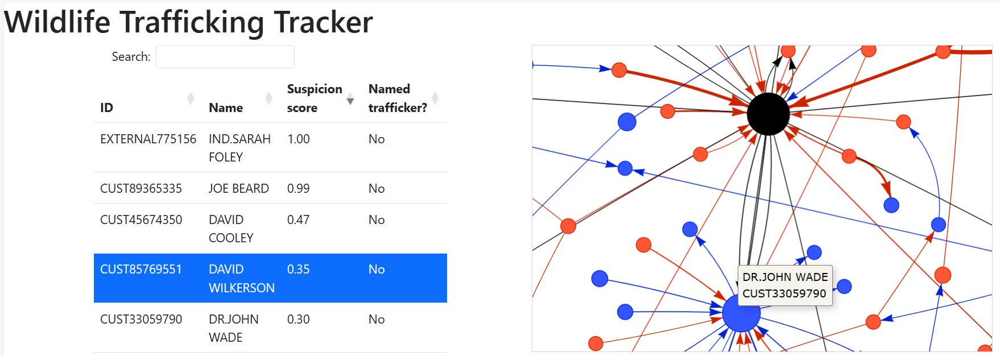 Wildlife Trafficking Tracker
Search:
ID Name Suspicion score Named trafficker?
EXTERNAL775156 IND.SARAH FOLEY 1.00 No
CUST89365335 JOE BEARD 0.99 No
CUST45674350 DAVID COOLEY 0.47 No
CUST85769551 DAVID WILKERSON 0.35 No
CUST33059790 DR.JOHN WADE 0.30 No
DR.JOHN WADE
CUST33059790